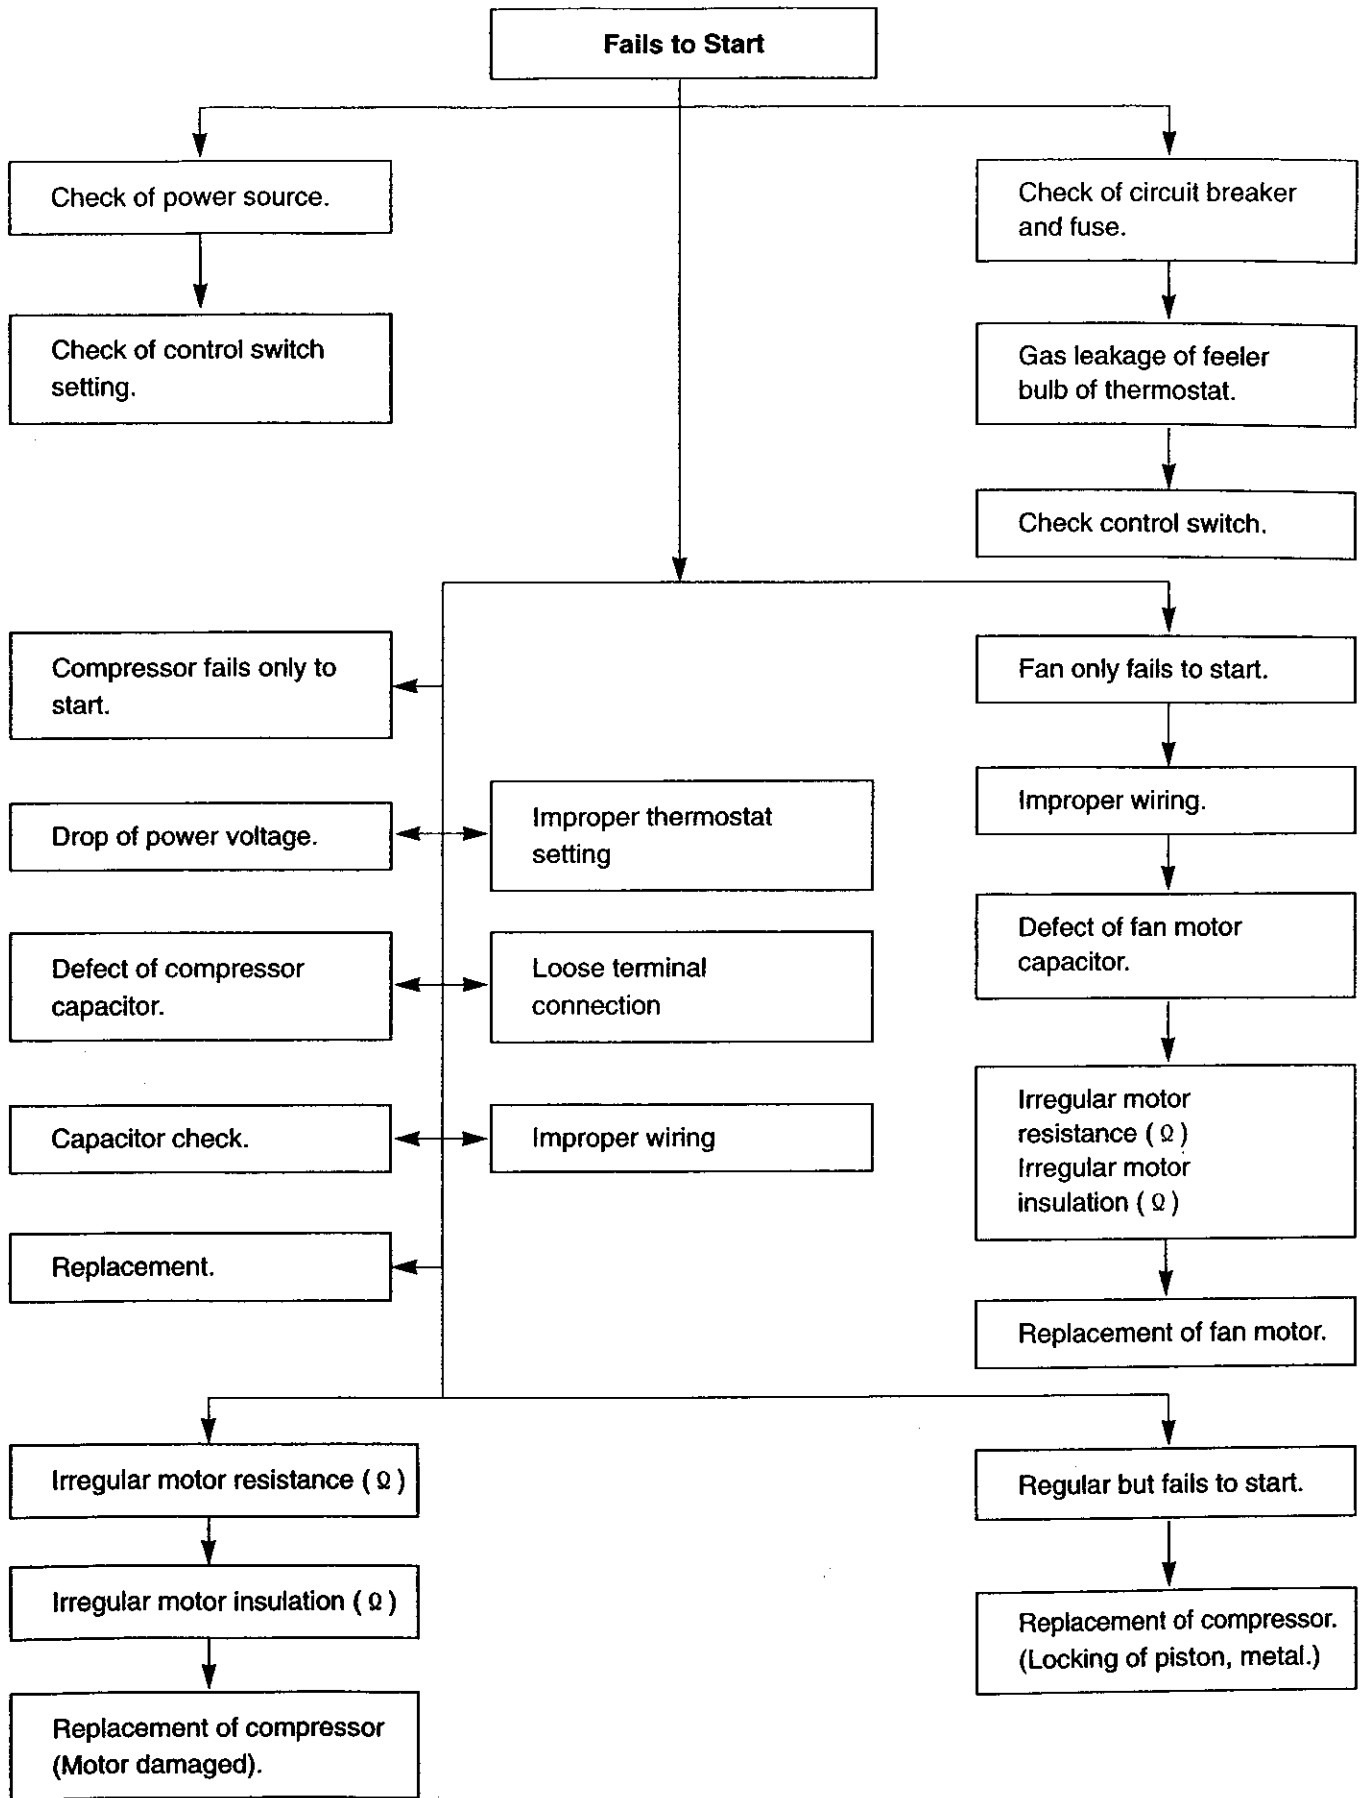 Fails to Start
Check of power source.
Check of circuit breaker
and fuse.
Check of control switch
setting.
Gas leakage of feeler
bulb of thermostat.
Check control switch.
Compressor fails only to
start.
Fan only fails to start.
Drop of power voltage.
Improper thermostat
setting
Improper wiring.
Defect of compressor
capacitor.
Loose terminal
connection
Defect of fan motor
capacitor.
Capacitor check.
Improper wiring
Irregular motor
resistance (Ω)
Irregular motor
insulation (Ω)
Replacement.
Replacement of fan motor.
Irregular motor resistance (Ω)
Regular but fails to start.
Irregular motor insulation (Ω)
Replacement of compressor.
(Locking of piston, metal.)
Replacement of compressor
(Motor damaged).